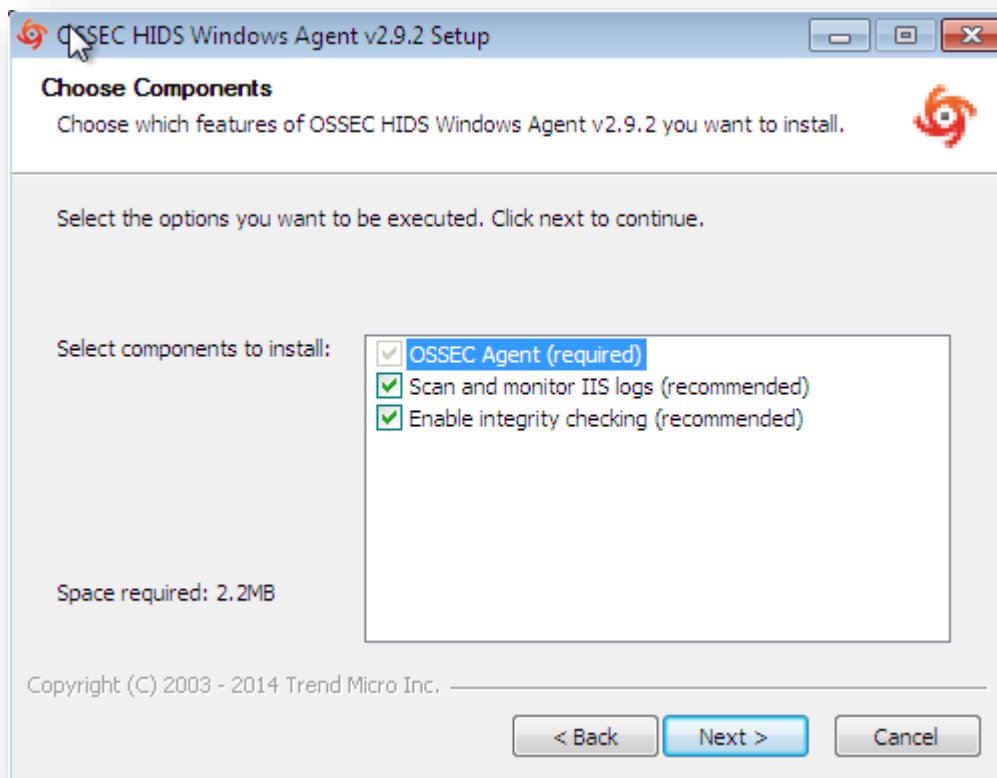 OSSEC HIDS Windows Agent v2.9.2 Setup
Choose Components
Choose which features of OSSEC HIDS Windows Agent v2.9.2 you want to install.
Select the options you want to be executed. Click next to continue.
Select components to install:
OSSEC Agent (required)
Scan and monitor IIS logs (recommended)
Enable integrity checking (recommended)
Space required: 2.2MB
Copyright (C) 2003 - 2014 Trend Micro Inc.
< Back
Next >
Cancel